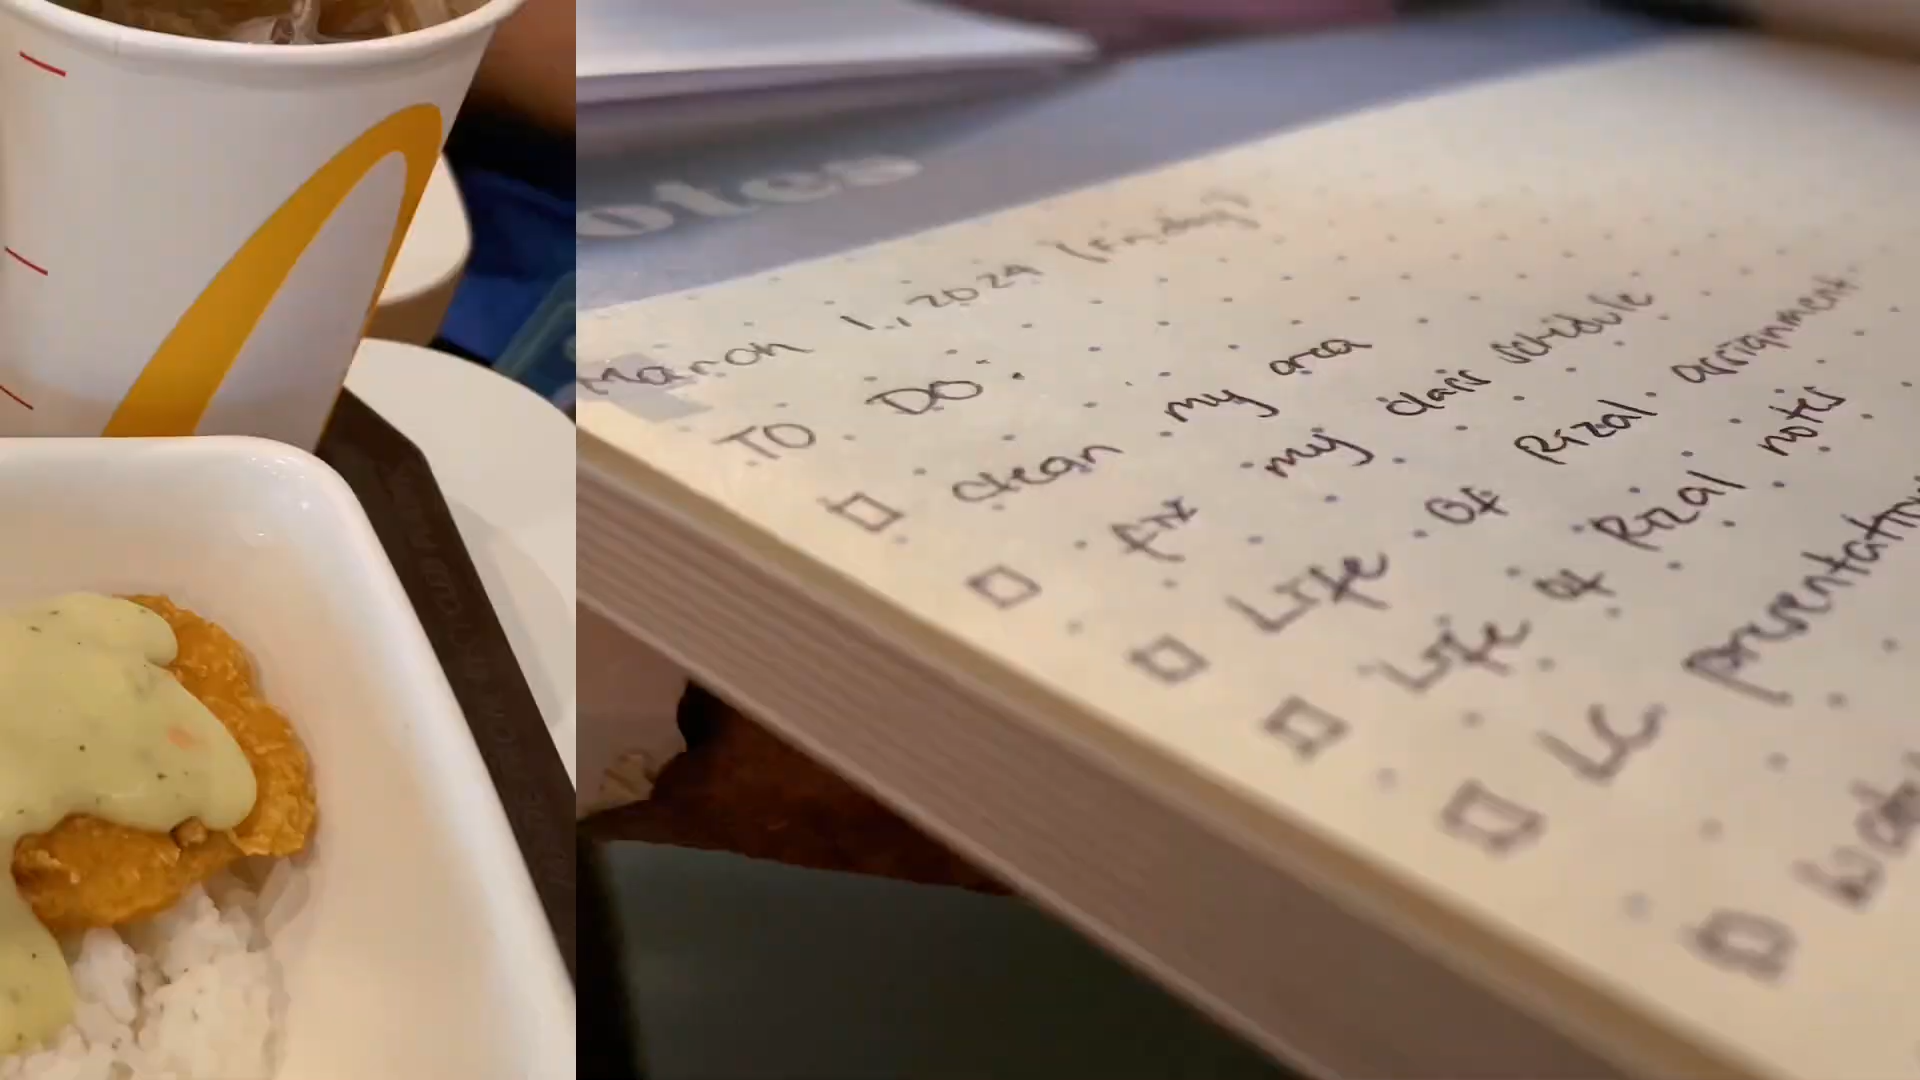 otes
March 1, 2024 (Friday)
TO DO:
clean my area
fix my class schedule
Life of Rizal assignment
Life of Rizal notes
LC presentation